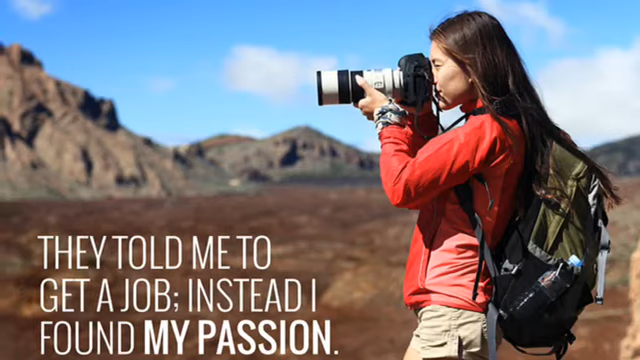 THEY TOLD ME TO
GET A JOB; INSTEAD I
FOUND MY PASSION.